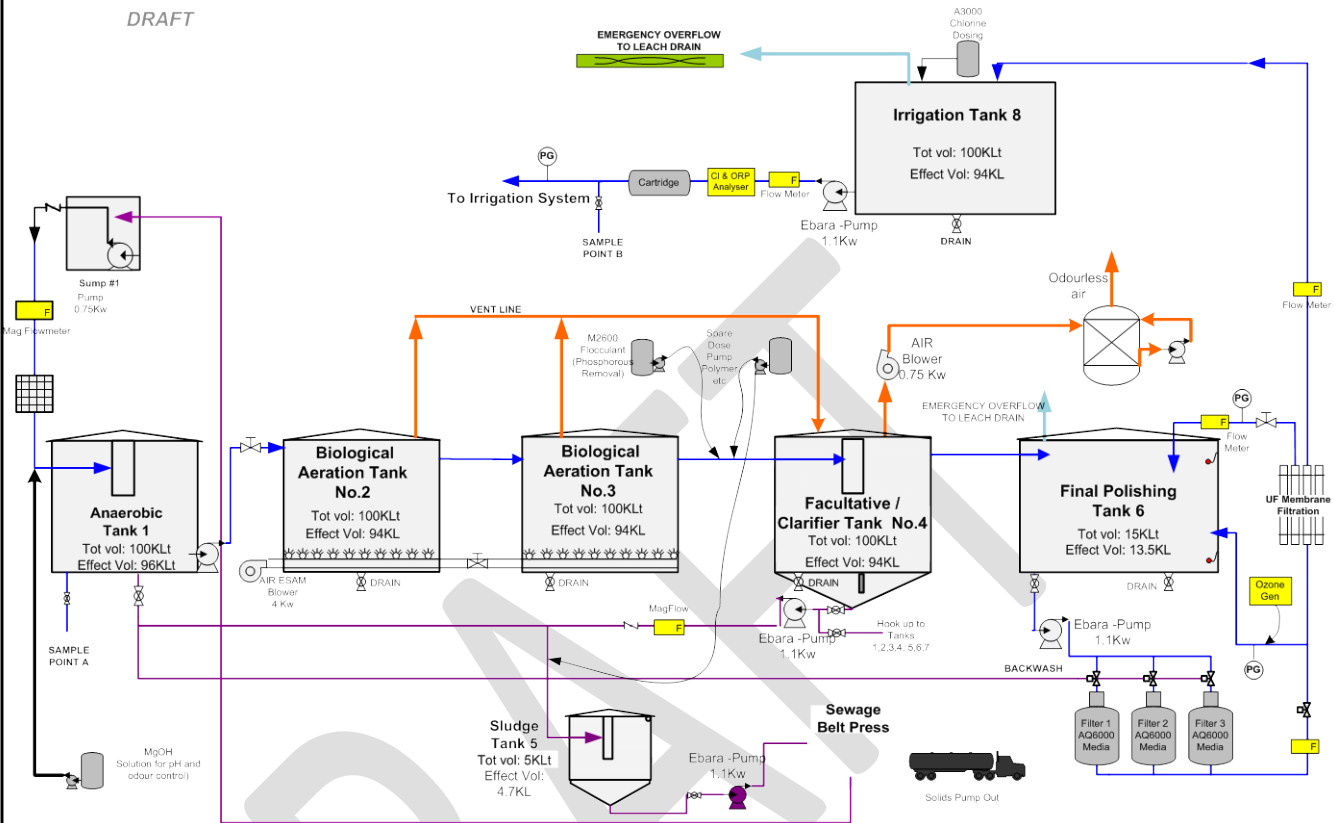 DRAFT
A3000
Chlorine
Dosing
EMERGENCY OVERFLOW
TO LEACH DRAIN
Irrigation Tank 8
Tot vol: 100KLt
Effect Vol: 94KL
PG
Cartridge
Cl & ORP
Analyser
F
Flow Meter
To Irrigation System
Ebara -Pump
1.1Kw
DRAIN
SAMPLE
POINT B
Sump #1
Pump
0.75Kw
F
Mag Flowmeter
Odourless
air
F
Flow Meter
VENT LINE
M2600
Flocculant
(Phosphorous
Removal)
Spare
Dose
Pump
Polymer
etc
AIR
Blower
0.75 Kw
EMERGENCY OVERFLOW
TO LEACH DRAIN
PG
F
Flow
Meter
UF Membrane
Filtration
Anaerobic
Tank 1
Tot vol: 100KLt
Effect Vol: 96KLt
Biological
Aeration Tank
No.2
Tot vol: 100KLt
Effect Vol: 94KL
Biological
Aeration Tank
No.3
Tot vol: 100KLt
Effect Vol: 94KL
Facultative /
Clarifier Tank No.4
Tot vol: 100KLt
Effect Vol: 94KL
Final Polishing
Tank 6
Tot vol: 15KLt
Effect Vol: 13.5KL
AIR ESAM
Blower
4 Kw
DRAIN
DRAIN
DRAIN
DRAIN
Ozone
Gen
SAMPLE
POINT A
MagFlow
F
Ebara -Pump
1.1Kw
Hook up to
Tanks
1,2,3,4, 5,6,7
Ebara -Pump
1.1Kw
PG
BACKWASH
Filter 1
AQ6000
Media
Filter 2
AQ6000
Media
Filter 3
AQ6000
Media
F
Sludge
Tank 5
Tot vol: 5KLt
Effect Vol:
4.7KL
Sewage
Belt Press
Ebara -Pump
1.1Kw
MgOH
Solution for pH and
odour control)
Solids Pump Out
DRAFT